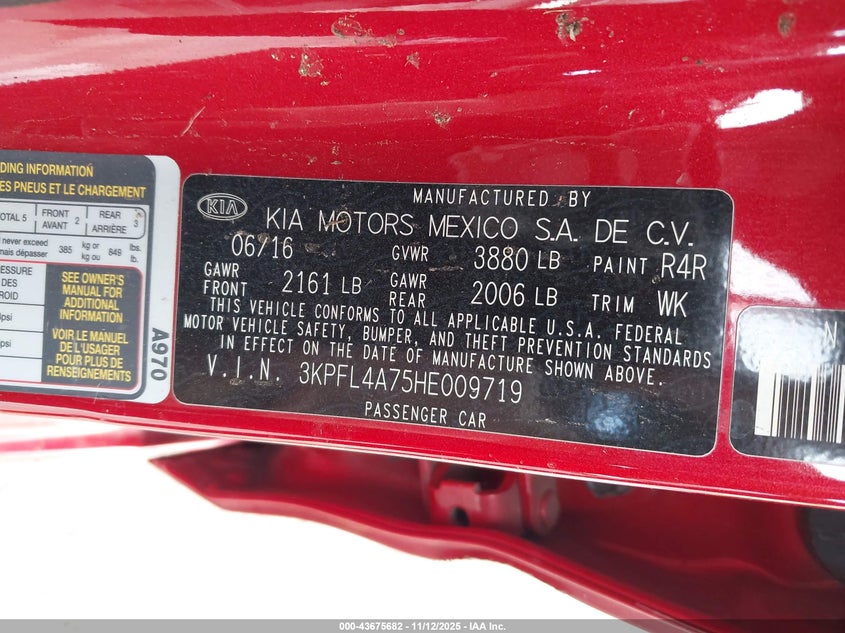 DING INFORMATION
ES PNEUS ET LE CHARGEMENT
TOTAL 5 FRONT AVANT 2 REAR ARRIÈRE 3
never exceed
mais dépasser 385 kg or kg ou 849 lbs. lb.
DES
SEE OWNER'S
MANUAL FOR
ADDITIONAL
INFORMATION
VOIR LE MANUEL
DE L'USAGER
POUR PLUS DE
RENSEIGNEMENTS
A970
KIA
MANUFACTURED BY
KIA MOTORS MEXICO S.A. DE C.V.
06/16 GVWR 3880 LB PAINT R4R
GAWR FRONT 2161 LB GAWR REAR 2006 LB TRIM WK
THIS VEHICLE CONFORMS TO ALL APPLICABLE U.S.A. FEDERAL
MOTOR VEHICLE SAFETY, BUMPER, AND THEFT PREVENTION STANDARDS
IN EFFECT ON THE DATE OF MANUFACTURE SHOWN ABOVE.
V.I.N. 3KPFL4A75HE009719
PASSENGER CAR
N
000-43675682 - 11/12/2025 - IAA Inc.